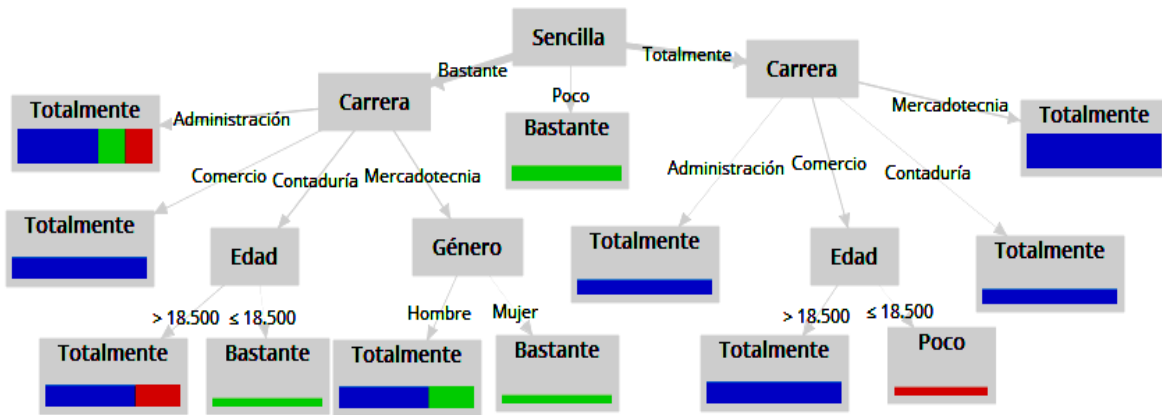 Sencilla
Bastante
Totalmente
Poco
Carrera
Carrera
Totalmente
Administración
Bastante
Mercadotecnia
Totalmente
Comercio
Contaduría
Mercadotecnia
Administración
Comercio
Contaduría
Totalmente
Edad
Género
Totalmente
Edad
Totalmente
> 18.500
≤ 18.500
Hombre
Mujer
> 18.500
≤ 18.500
Totalmente
Bastante
Totalmente
Bastante
Totalmente
Poco